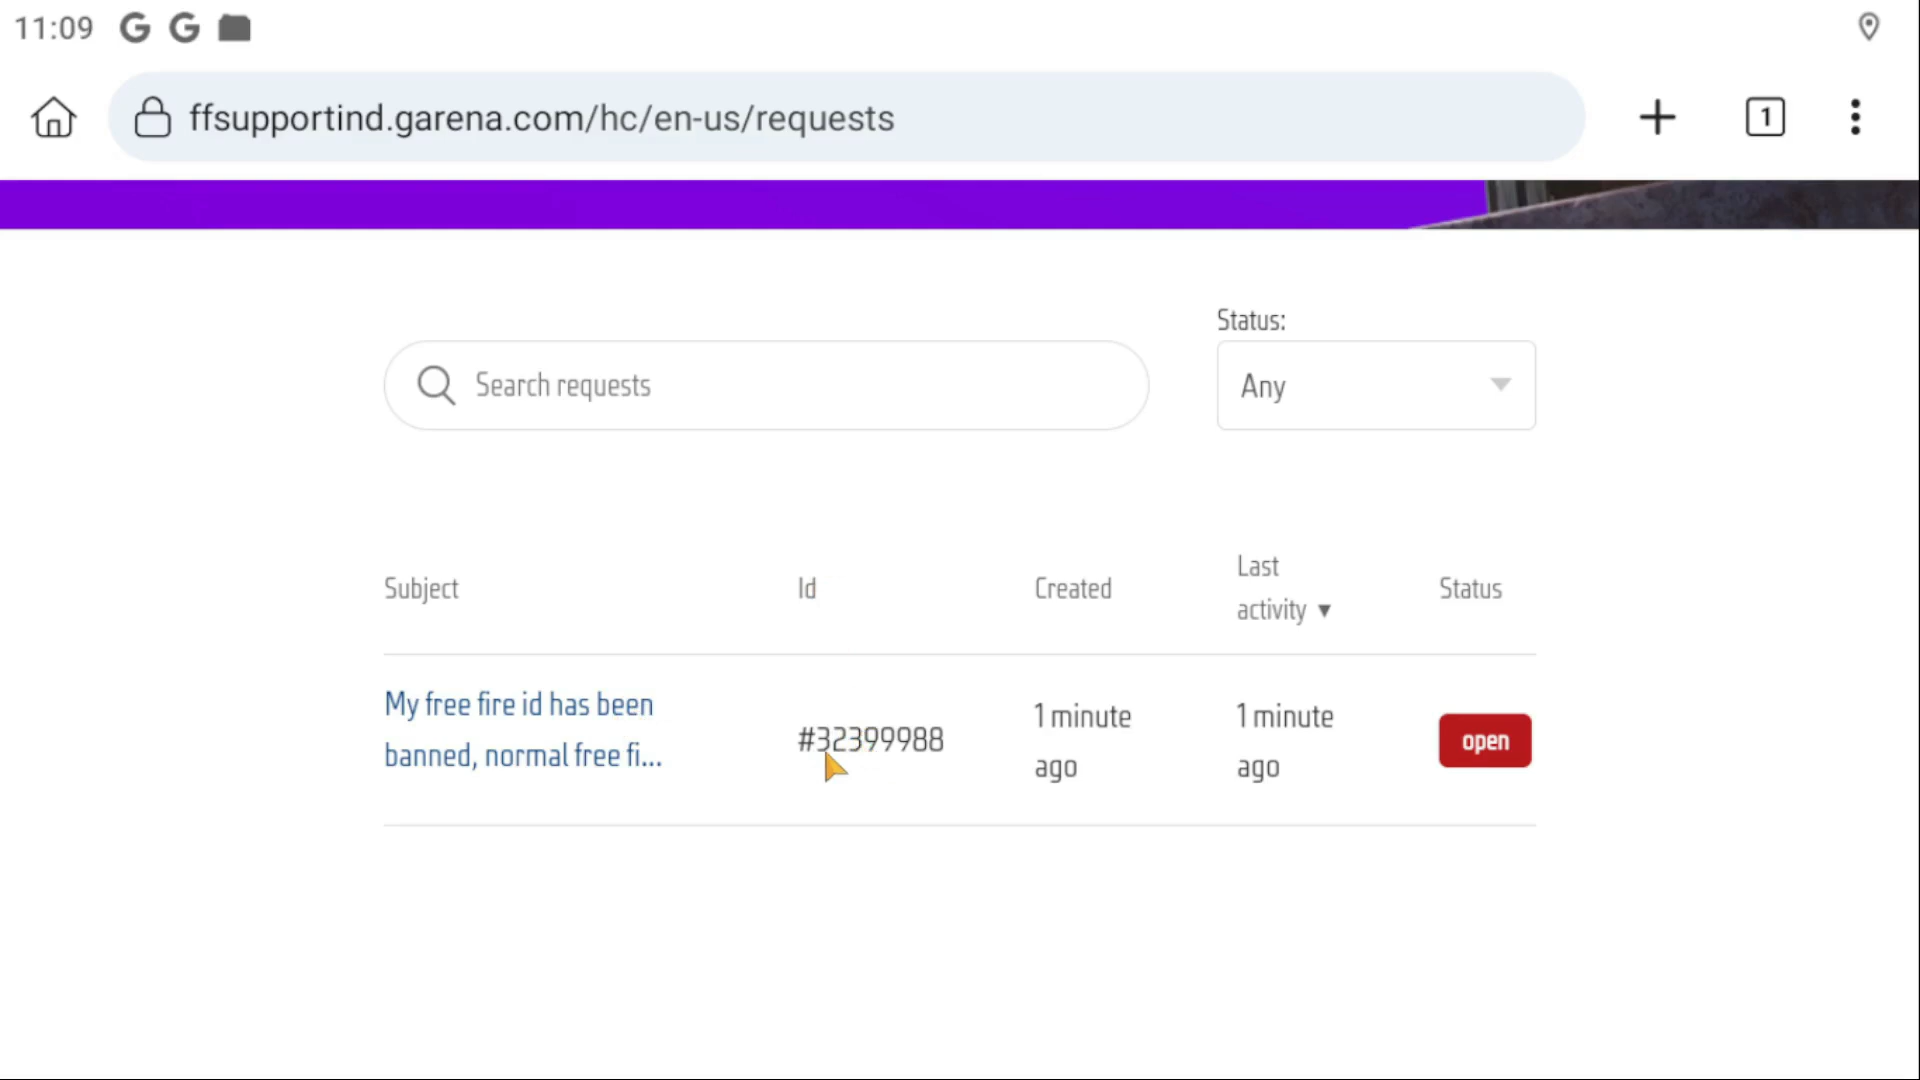 11:09
ffsupportind.garena.com/hc/en-us/requests
1
Status:
Search requests
Any
Subject
Id
Created
Last
activity ▼
Status
My free fire id has been
banned, normal free fi...
#32399988
1 minute
ago
1 minute
ago
open